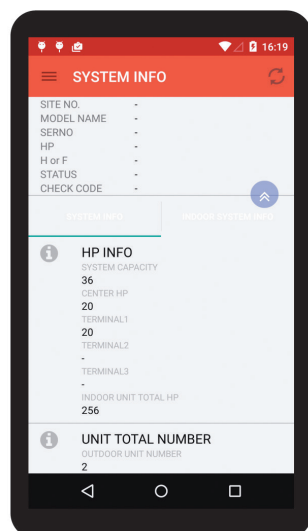 16:19
SYSTEM INFO
SITE NO. -
MODEL NAME -
SERNO -
HP -
H or F -
STATUS -
CHECK CODE -
SYSTEM INFO INDOOR SYSTEM INFO
HP INFO
SYSTEM CAPACITY
36
CENTER HP
20
TERMINAL1
20
TERMINAL2
-
TERMINAL3
-
INDOOR UNIT TOTAL HP
256
UNIT TOTAL NUMBER
OUTDOOR UNIT NUMBER
2